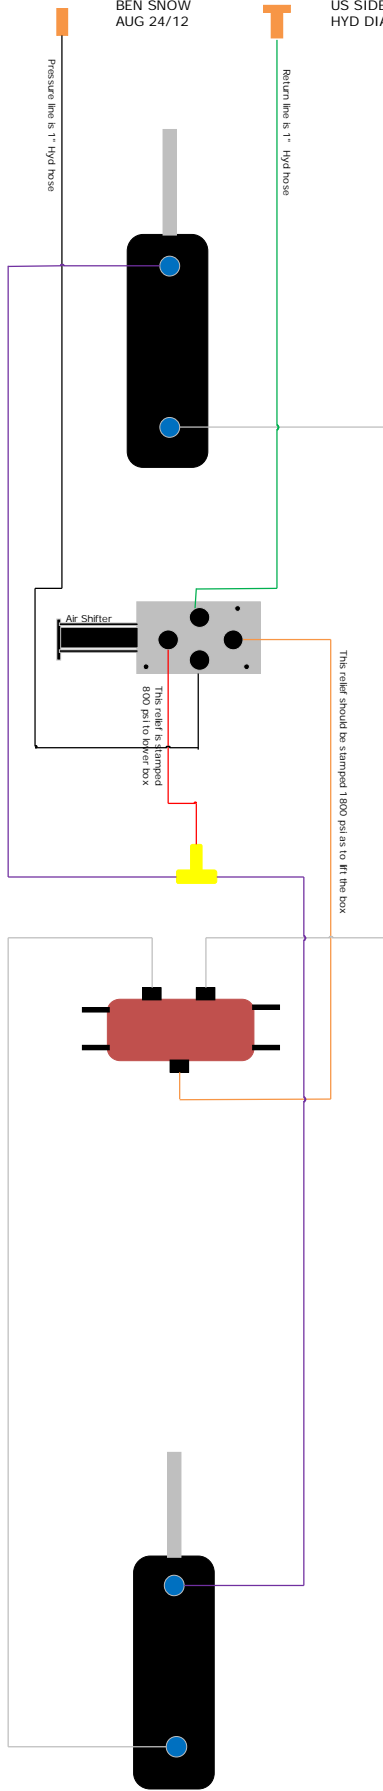 BEN SNOW
AUG 24/12
US SIDE
Pressure line is 1" Hyd hose
Return line is 1" Hyd hose
Air Shifter
This relief is stamped
800 psi to lower box
This relief should be stamped 1800 psi as to lift the box